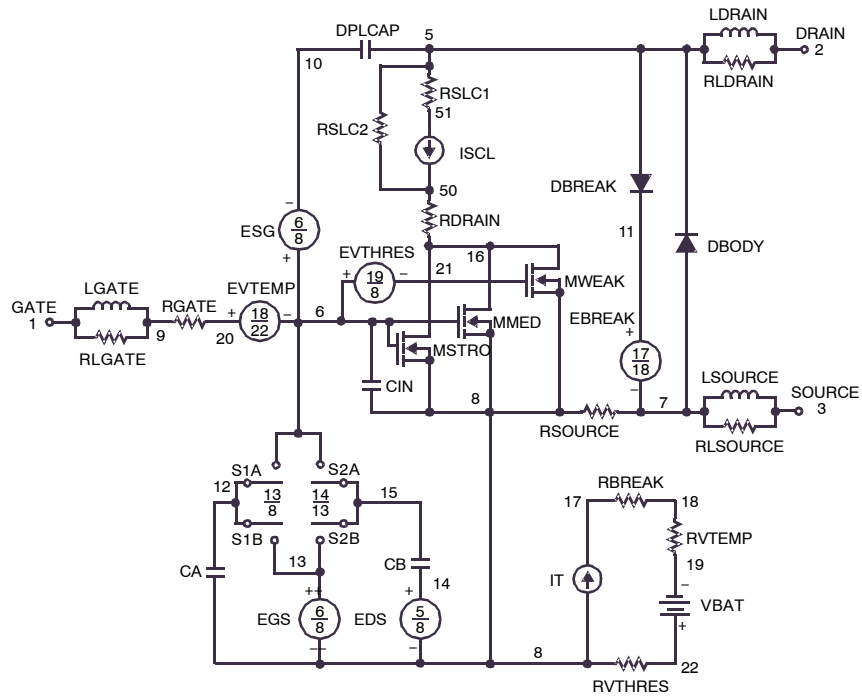 LDRAIN
DPLCAP 5 DRAIN
10 2
RSLC1 RLDRAIN
51
RSLC2
ISCL
50 DBREAK
RDRAIN
ESG 6 8 11 DBODY
EVTHRES 16
+ 19 8 − 21 MWEAK
LGATE EVTEMP
GATE 1 RGATE + 18 22 − 6 MMED EBREAK
9 20 MSTRO + 17 18 −
RLGATE LSOURCE
CIN 8 7 SOURCE
3
RSOURCE RLSOURCE
S1A S2A RBREAK
12 13 8 14 13 15 17 18
S1B S2B RVTEMP
13 CB 19
CA 14 IT − VBAT
++ + +
EGS 6 8 EDS 5 8
−− − 8 22
RVTHRES
− +